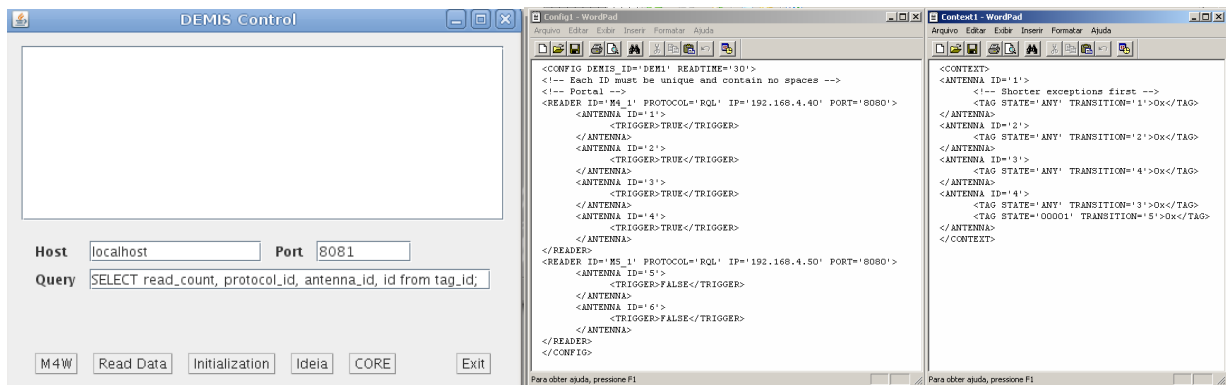 DEMIS Control
Host localhost Port 8081
Query SELECT read_count, protocol_id, antenna_id, id from tag_id;
M4W Read Data Initialization Ideia CORE Exit
Config1 - WordPad
Arquivo Editar Exibir Inserir Formatar Ajuda
<CONFIG DEMIS_ID='DEM1' READTIME='30'>
<!-- Each ID must be unique and contain no spaces -->
<!-- Portal -->
<READER ID='M4_1' PROTOCOL='RQL' IP='192.168.4.40' PORT='8080'>
<ANTENNA ID='1'>
<TRIGGER>TRUE</TRIGGER>
</ANTENNA>
<ANTENNA ID='2'>
<TRIGGER>TRUE</TRIGGER>
</ANTENNA>
<ANTENNA ID='3'>
<TRIGGER>TRUE</TRIGGER>
</ANTENNA>
<ANTENNA ID='4'>
<TRIGGER>TRUE</TRIGGER>
</ANTENNA>
</READER>
<READER ID='M5_1' PROTOCOL='RQL' IP='192.168.4.50' PORT='8080'>
<ANTENNA ID='5'>
<TRIGGER>FALSE</TRIGGER>
</ANTENNA>
<ANTENNA ID='6'>
<TRIGGER>FALSE</TRIGGER>
</ANTENNA>
</READER>
</CONFIG>
Para obter ajuda, pressione F1
Context1 - WordPad
Arquivo Editar Exibir Inserir Formatar Ajuda
<CONTEXT>
<ANTENNA ID='1'>
<!-- Shorter exceptions first -->
<TAG STATE='ANY' TRANSITION='1'>0x</TAG>
</ANTENNA>
<ANTENNA ID='2'>
<TAG STATE='ANY' TRANSITION='2'>0x</TAG>
</ANTENNA>
<ANTENNA ID='3'>
<TAG STATE='ANY' TRANSITION='4'>0x</TAG>
</ANTENNA>
<ANTENNA ID='4'>
<TAG STATE='ANY' TRANSITION='3'>0x</TAG>
<TAG STATE='00001' TRANSITION='5'>0x</TAG>
</ANTENNA>
</CONTEXT>
Para obter ajuda, pressione F1